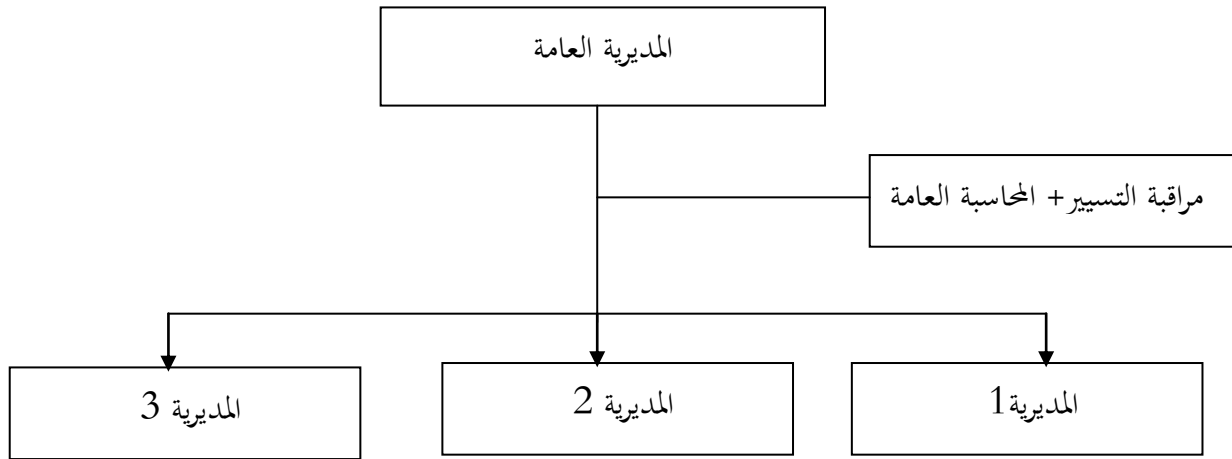 المديرية العامة
مراقبة التسيير+ المحاسبة العامة
المديرية1
المديرية 2
المديرية 3